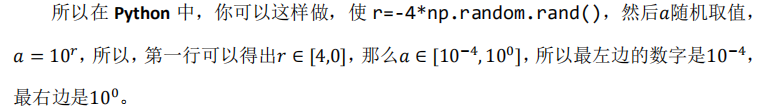 所以在 Python 中，你可以这样做，使 r=-4*np.random.rand()，然后𝑎随机取值，
𝑎 = 10ʳ，所以，第一行可以得出𝑟 ∈ [4,0]，那么𝑎 ∈ [10⁻⁴, 10⁰]，所以最左边的数字是10⁻⁴，
最右边是10⁰。